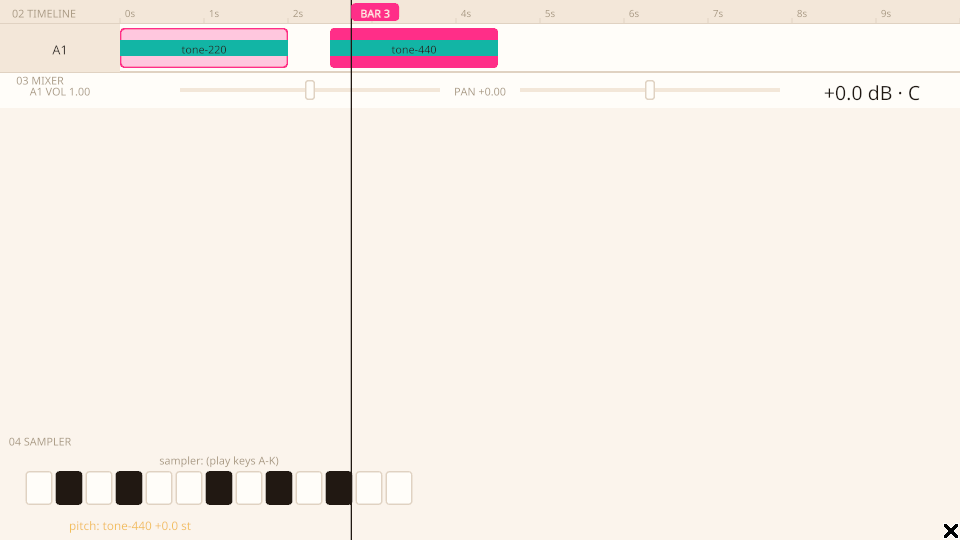 02 TIMELINE 0s 1s 2s BAR 3 4s 5s 6s 7s 8s 9s
A1 tone-220 tone-440
03 MIXER
A1 VOL 1.00 PAN +0.00 +0.0 dB · C
04 SAMPLER
sampler: (play keys A-K)
pitch: tone-440 +0.0 st